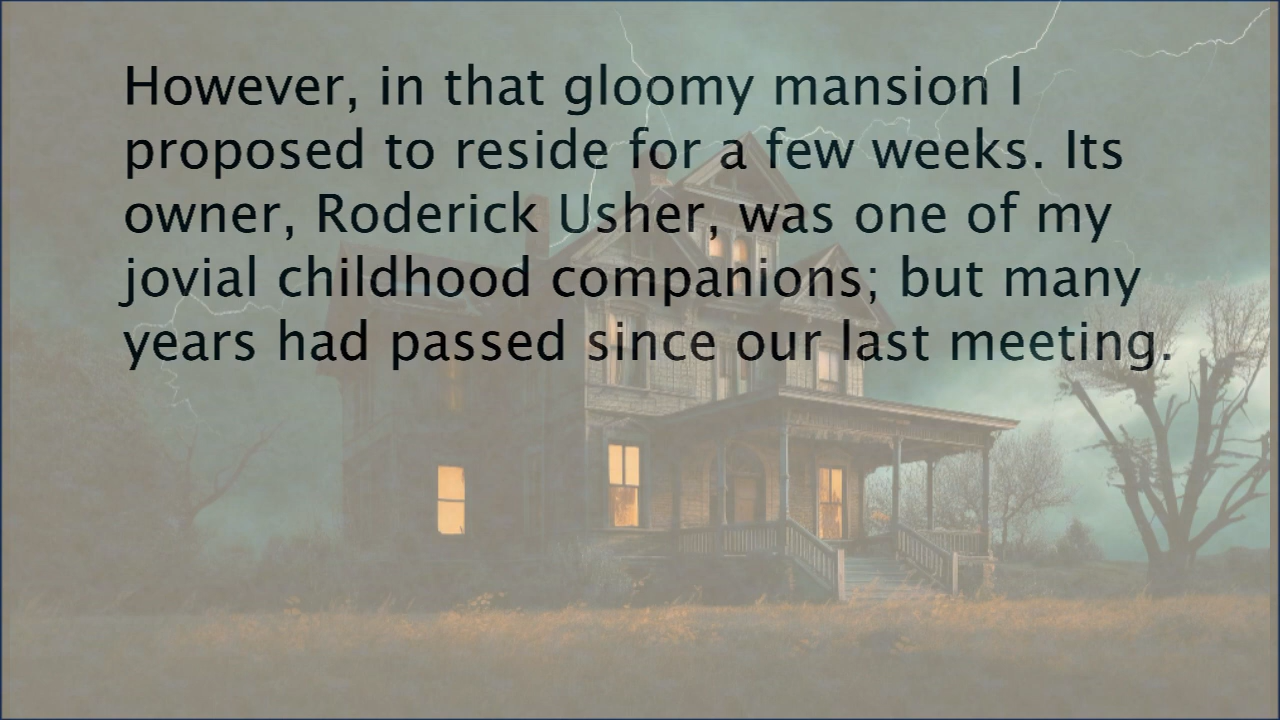 However, in that gloomy mansion I
proposed to reside for a few weeks. Its
owner, Roderick Usher, was one of my
jovial childhood companions; but many
years had passed since our last meeting.